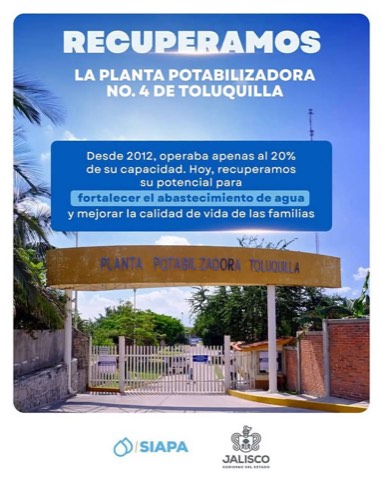 RECUPERAMOS
LA PLANTA POTABILIZADORA
NO. 4 DE TOLUQUILLA
Desde 2012, operaba apenas al 20%
de su capacidad. Hoy, recuperamos
su potencial para
fortalecer el abastecimiento de agua
y mejorar la calidad de vida de las familias
PLANTA POTABILIZADORA TOLUQUILLA
SIAPA
JALISCO
GOBIERNO DEL ESTADO